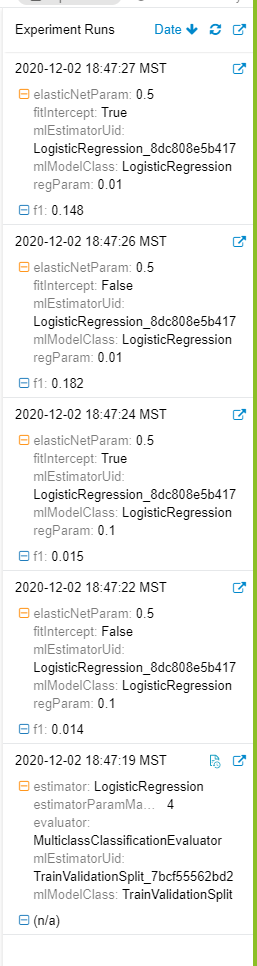 Experiment Runs Date
2020-12-02 18:47:27 MST
elasticNetParam: 0.5
fitIntercept: True
mlEstimatorUid:
LogisticRegression_8dc808e5b417
mlModelClass: LogisticRegression
regParam: 0.01
f1: 0.148
2020-12-02 18:47:26 MST
elasticNetParam: 0.5
fitIntercept: False
mlEstimatorUid:
LogisticRegression_8dc808e5b417
mlModelClass: LogisticRegression
regParam: 0.01
f1: 0.182
2020-12-02 18:47:24 MST
elasticNetParam: 0.5
fitIntercept: True
mlEstimatorUid:
LogisticRegression_8dc808e5b417
mlModelClass: LogisticRegression
regParam: 0.1
f1: 0.015
2020-12-02 18:47:22 MST
elasticNetParam: 0.5
fitIntercept: False
mlEstimatorUid:
LogisticRegression_8dc808e5b417
mlModelClass: LogisticRegression
regParam: 0.1
f1: 0.014
2020-12-02 18:47:19 MST
estimator: LogisticRegression
estimatorParamMa... 4
evaluator:
MulticlassClassificationEvaluator
mlEstimatorUid:
TrainValidationSplit_7bcf55562bd2
mlModelClass: TrainValidationSplit
(n/a)